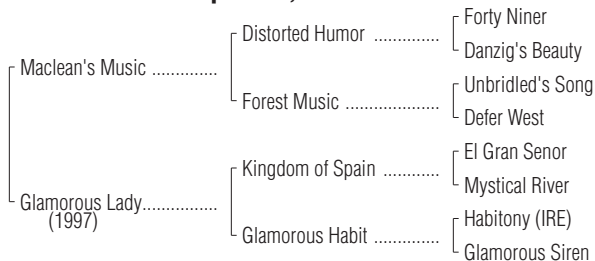 Forty Niner
Distorted Humor ..............
Danzig's Beauty
Maclean's Music ..............
Unbridled's Song
Forest Music ....................
Defer West
El Gran Senor
Kingdom of Spain ............
Mystical River
Glamorous Lady................
(1997)
Habitony (IRE)
Glamorous Habit ..............
Glamorous Siren